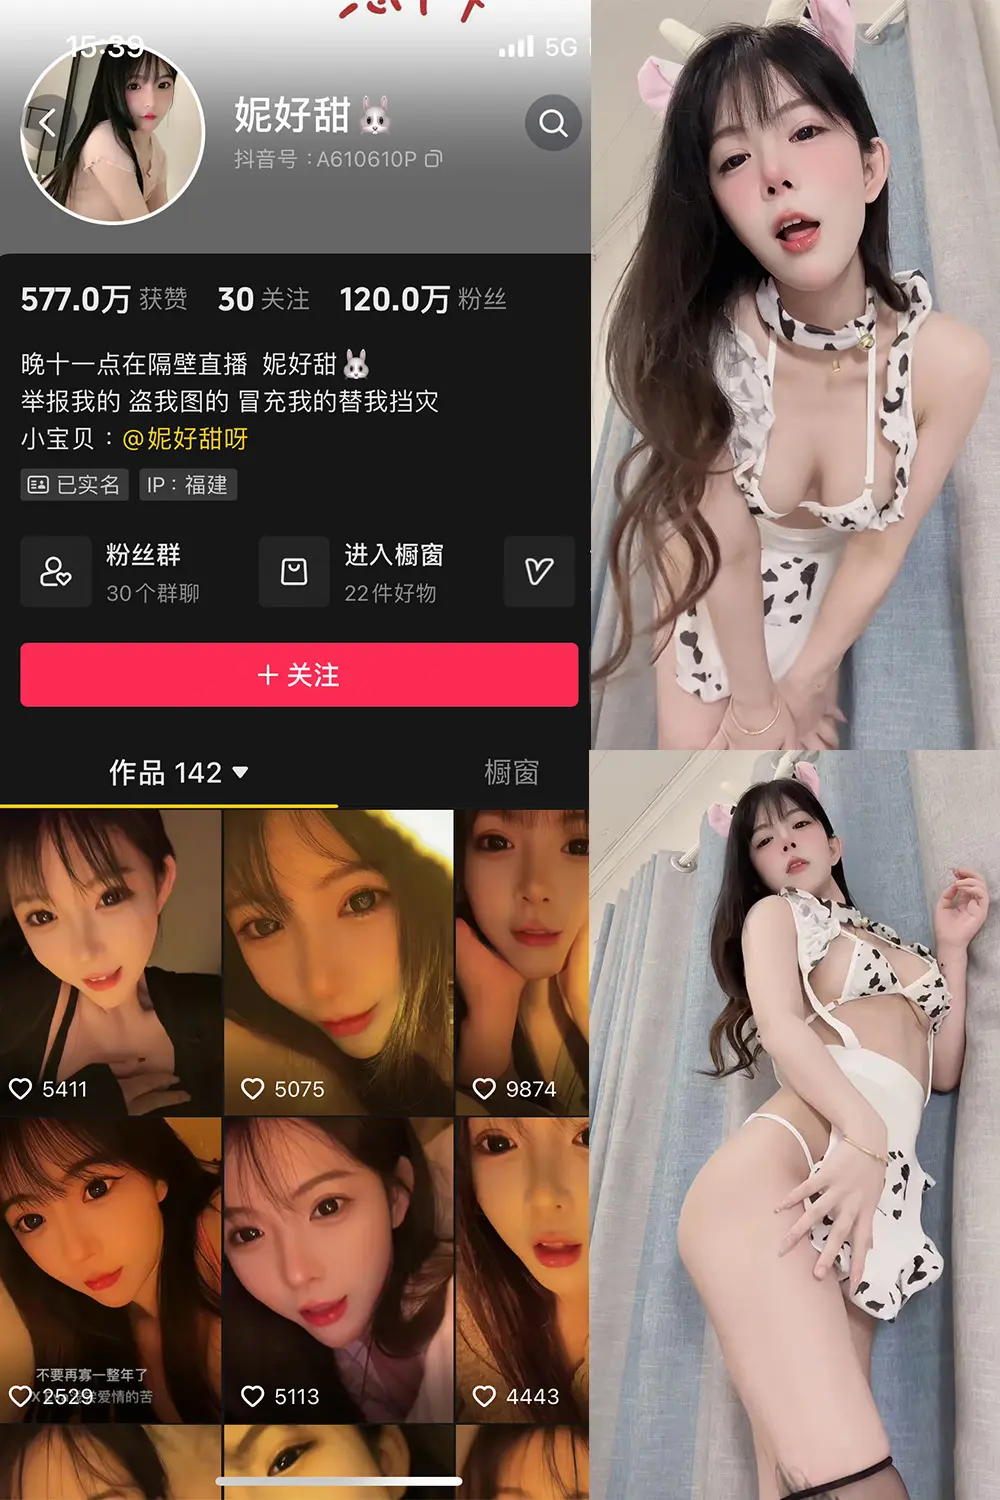 15:39
5G
妮好甜🐰
抖音号：A610610P
577.0万 获赞 30 关注 120.0万 粉丝
晚十一点在隔壁直播 妮好甜🐰
举报我的 盗我图的 冒充我的替我挡灾
小宝贝：@妮好甜呀
已实名 IP：福建
粉丝群
30个群聊
进入橱窗
22件好物
+ 关注
作品 142
橱窗
5411
5075
9874
不要再寡一整年了
爱情的苦
2529
5113
4443